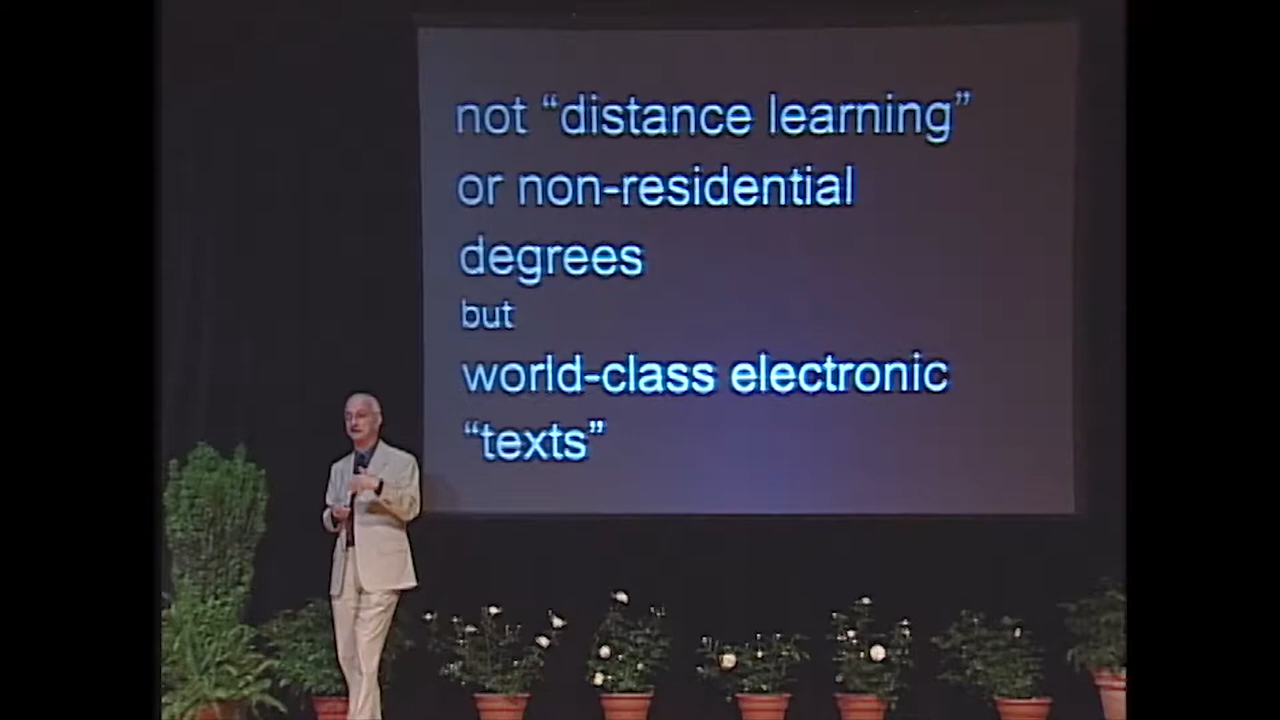 not “distance learning”
or non-residential
degrees
but
world-class electronic
“texts”